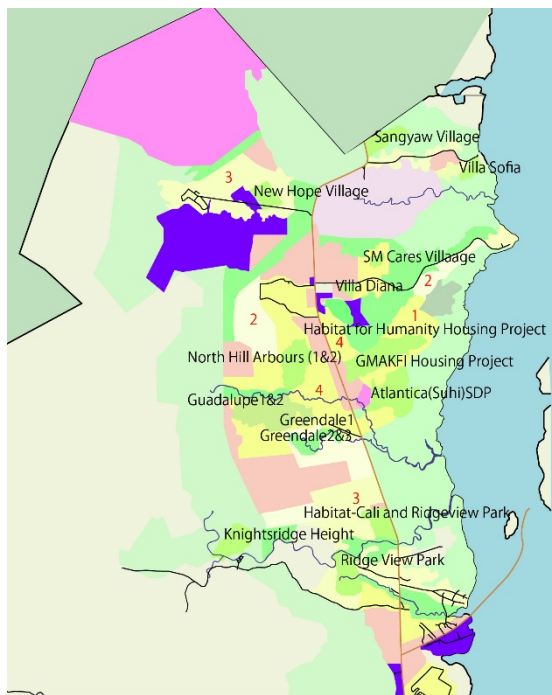 Sangyaw Village
Villa Sofia
3
New Hope Village
SM Cares Villaage
2
Villa Diana
1
2
Habitat for Humanity Housing Project
4
North Hill Arbours (1&2)
GMAKFI Housing Project
4
Atlantica(Suhi)SDP
Guadalupe1&2
Greendale1
Greendale2&3
3
Habitat-Cali and Ridgeview Park
Knightsridge Height
Ridge View Park